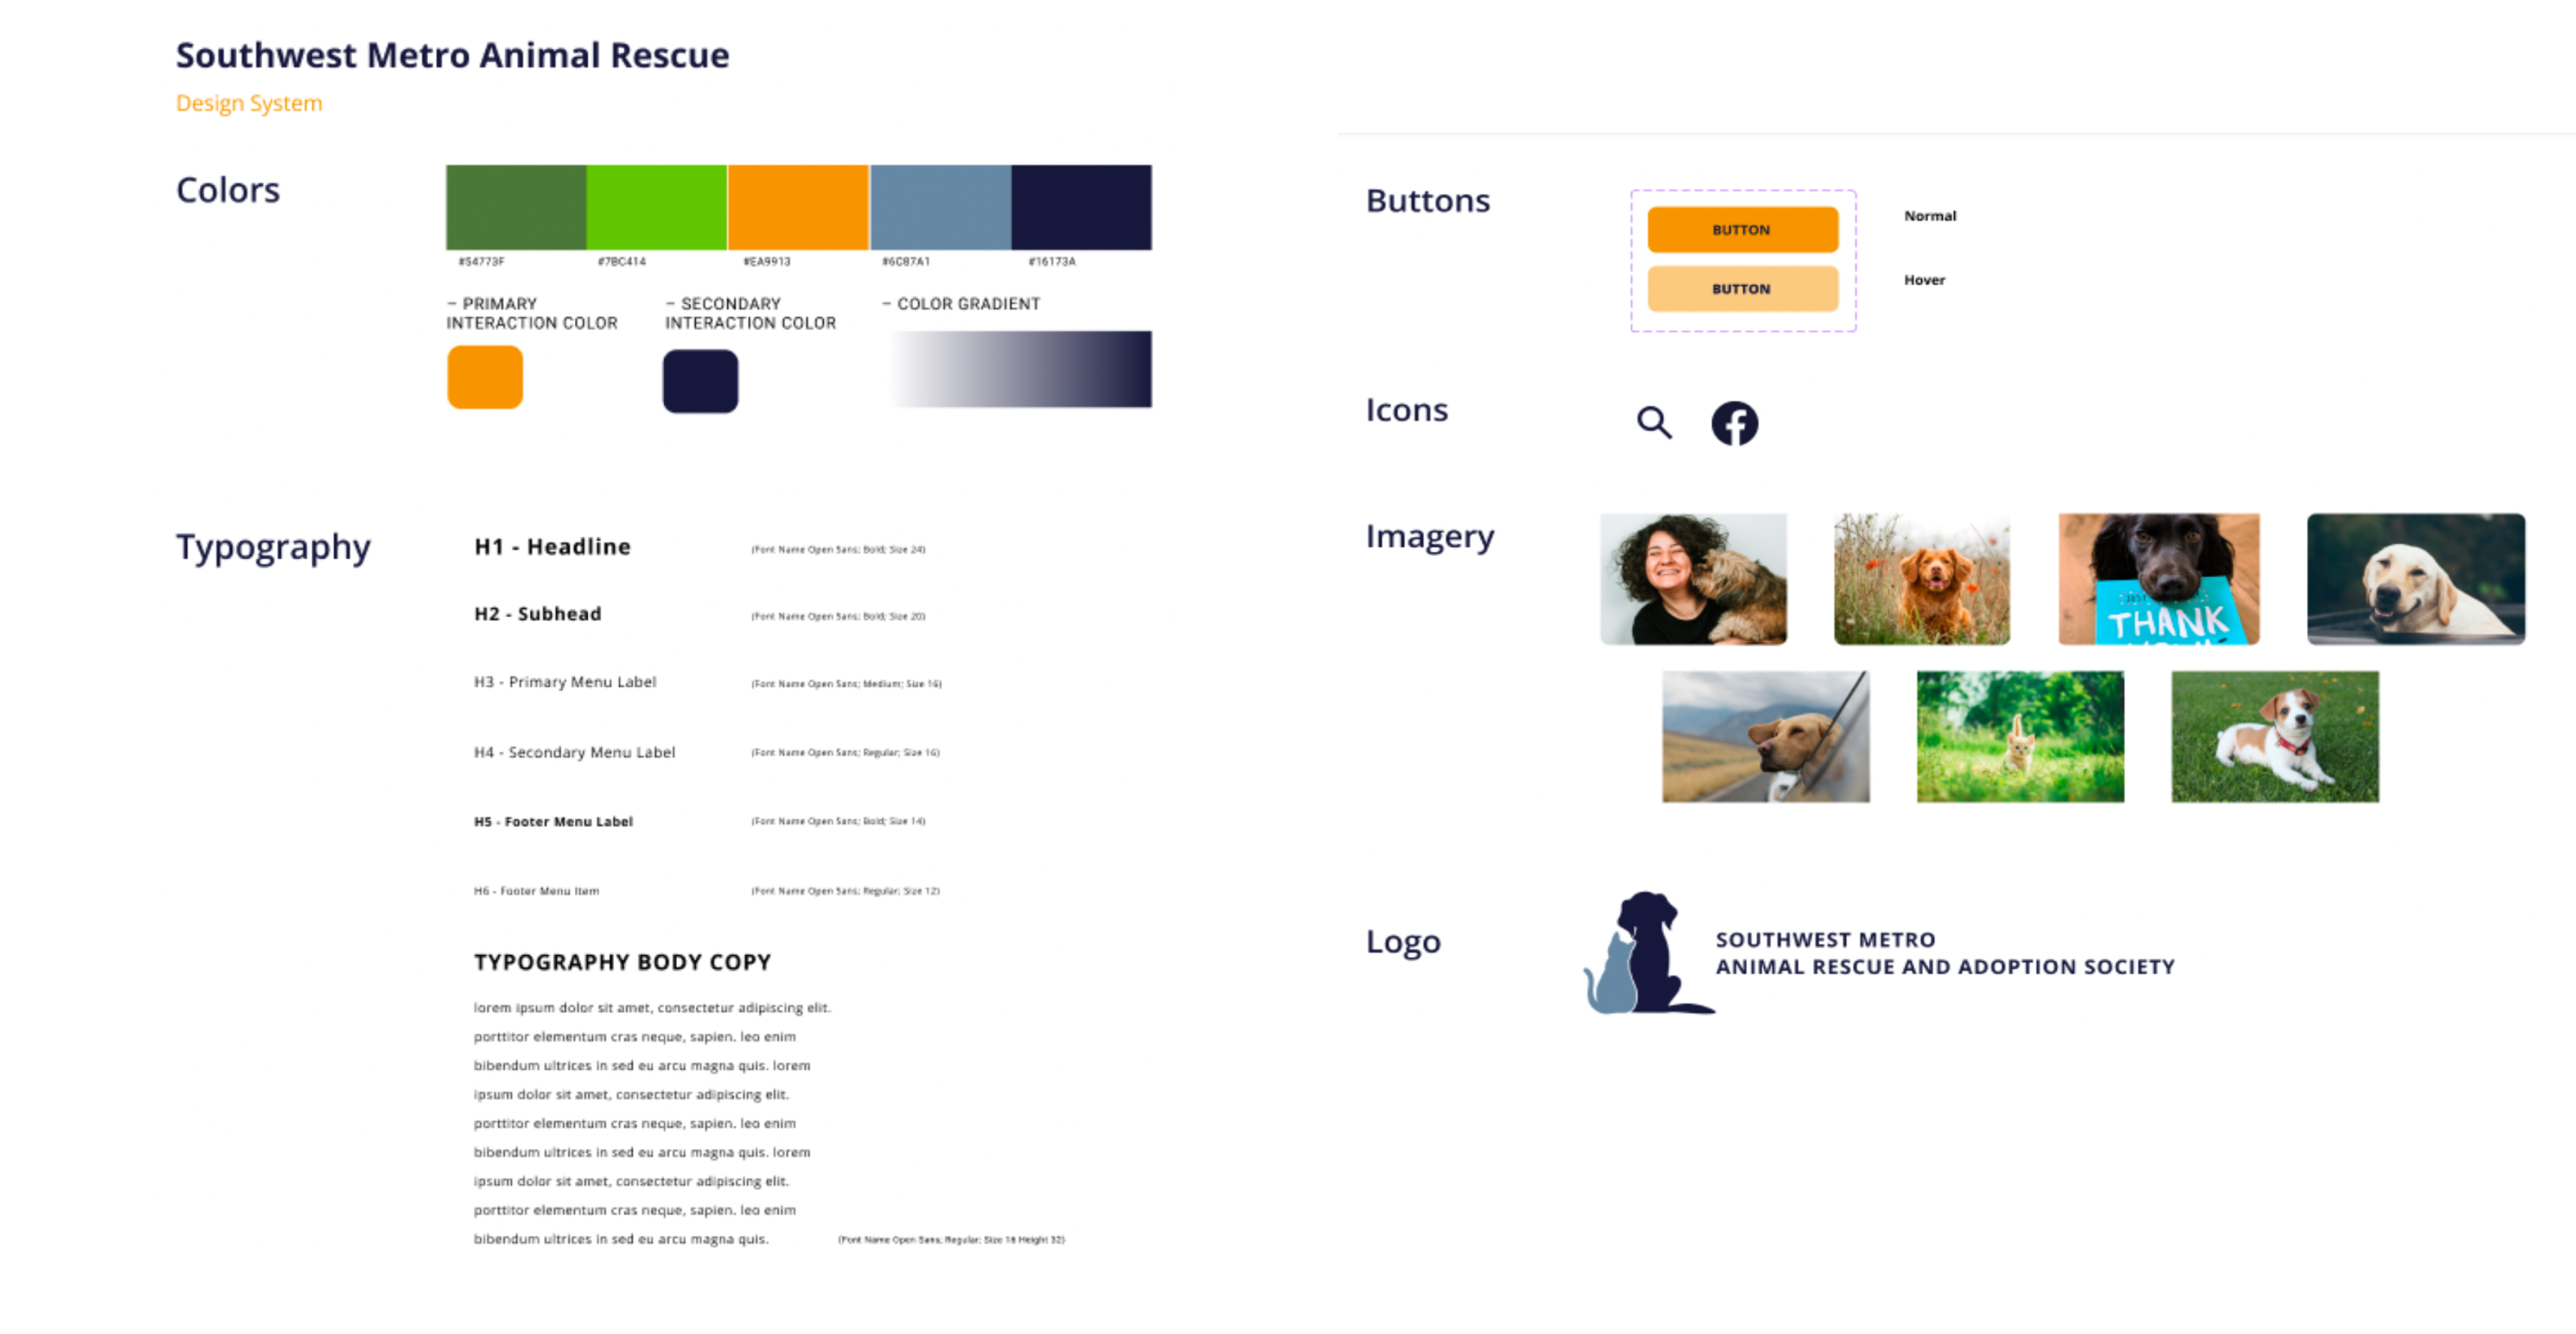 Southwest Metro Animal Rescue
Design System
Colors
#54773F
#7BC414
#EA9913
#6C87A1
#16173A
– PRIMARY
INTERACTION COLOR
– SECONDARY
INTERACTION COLOR
– COLOR GRADIENT
Typography
H1 - Headline
(Font Name Open Sans; Bold; Size 24)
H2 - Subhead
(Font Name Open Sans; Bold; Size 20)
H3 - Primary Menu Label
(Font Name Open Sans; Medium; Size 16)
H4 - Secondary Menu Label
(Font Name Open Sans; Regular; Size 16)
H5 - Footer Menu Label
(Font Name Open Sans; Bold; Size 14)
H6 - Footer Menu Item
(Font Name Open Sans; Regular; Size 12)
TYPOGRAPHY BODY COPY
lorem ipsum dolor sit amet, consectetur adipiscing elit.
porttitor elementum cras neque, sapien. leo enim
bibendum ultrices in sed eu arcu magna quis. lorem
ipsum dolor sit amet, consectetur adipiscing elit.
porttitor elementum cras neque, sapien. leo enim
bibendum ultrices in sed eu arcu magna quis. lorem
ipsum dolor sit amet, consectetur adipiscing elit.
porttitor elementum cras neque, sapien. leo enim
bibendum ultrices in sed eu arcu magna quis.
(Font Name Open Sans; Regular; Size 16 Height 32)
Buttons
BUTTON
Normal
BUTTON
Hover
Icons
Imagery
THANK
Logo
SOUTHWEST METRO
ANIMAL RESCUE AND ADOPTION SOCIETY